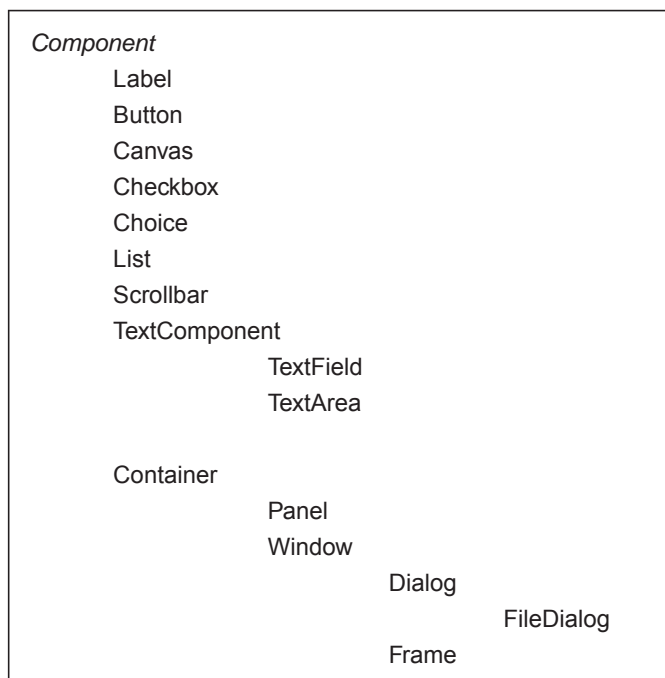 Component
Label
Button
Canvas
Checkbox
Choice
List
Scrollbar
TextComponent
TextField
TextArea
Container
Panel
Window
Dialog
FileDialog
Frame